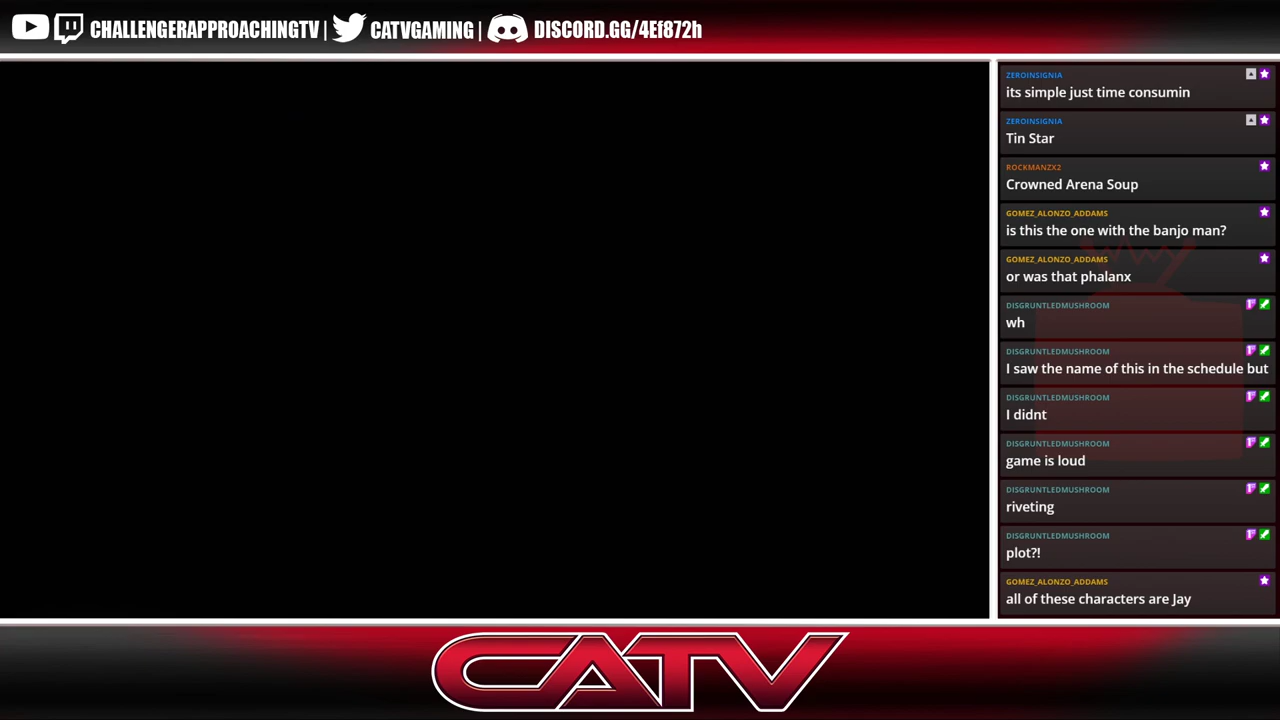 CHALLENGERAPPROACHINGTV | CATVGAMING | DISCORD.GG/4Ef872h
ZEROINSIGNIA
its simple just time consumin
ZEROINSIGNIA
Tin Star
ROCKMANZX2
Crowned Arena Soup
GOMEZ_ALONZO_ADDAMS
is this the one with the banjo man?
GOMEZ_ALONZO_ADDAMS
or was that phalanx
DISGRUNTLEDMUSHROOM
wh
DISGRUNTLEDMUSHROOM
I saw the name of this in the schedule but
DISGRUNTLEDMUSHROOM
I didnt
DISGRUNTLEDMUSHROOM
game is loud
DISGRUNTLEDMUSHROOM
riveting
DISGRUNTLEDMUSHROOM
plot?!
GOMEZ_ALONZO_ADDAMS
all of these characters are Jay
CATV